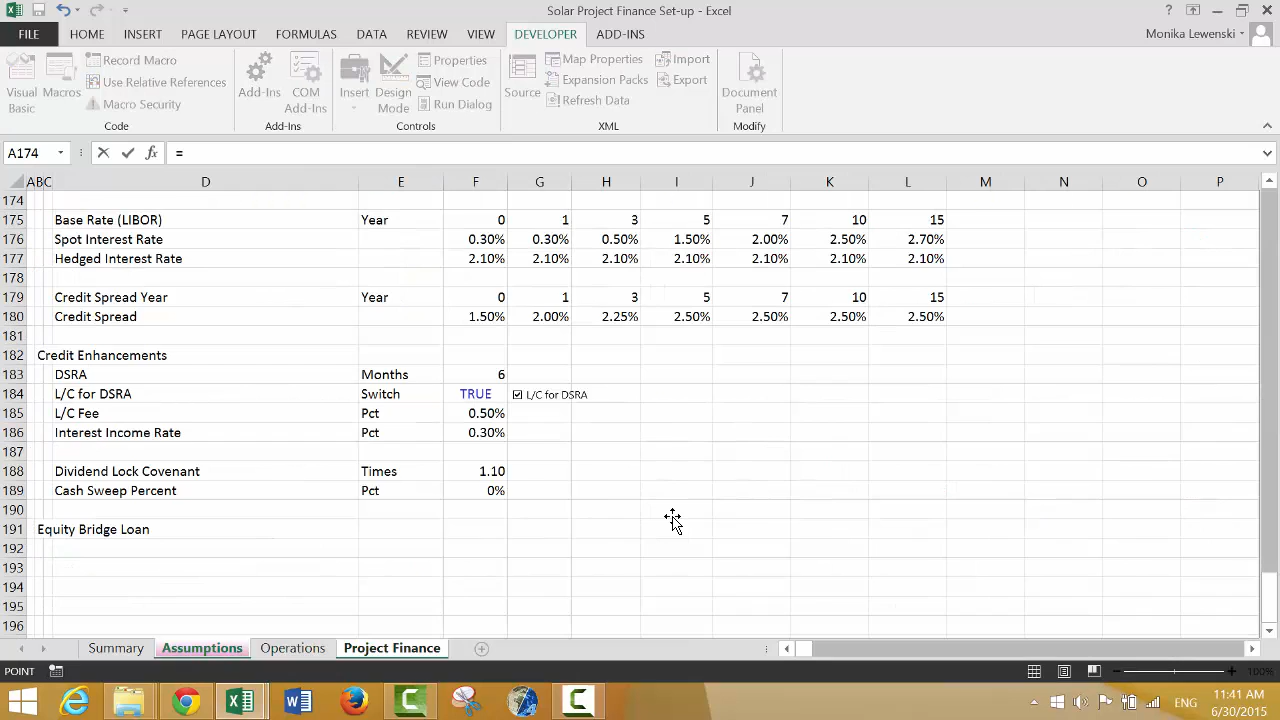 Solar Project Finance Set-up - Excel
FILE HOME INSERT PAGE LAYOUT FORMULAS DATA REVIEW VIEW DEVELOPER ADD-INS Monika Lewenski
Visual Basic
Macros
Record Macro
Use Relative References
Macro Security
Code
Add-Ins
COM Add-Ins
Add-Ins
Insert
Design Mode
Properties
View Code
Run Dialog
Controls
Source
Map Properties
Expansion Packs
Refresh Data
Import
Export
XML
Document Panel
Modify
A174 fx =
A B C D E F G H I J K L M N O P
174
175 Base Rate (LIBOR) Year 0 1 3 5 7 10 15
176 Spot Interest Rate 0.30% 0.30% 0.50% 1.50% 2.00% 2.50% 2.70%
177 Hedged Interest Rate 2.10% 2.10% 2.10% 2.10% 2.10% 2.10% 2.10%
178
179 Credit Spread Year Year 0 1 3 5 7 10 15
180 Credit Spread 1.50% 2.00% 2.25% 2.50% 2.50% 2.50% 2.50%
181
182 Credit Enhancements
183 DSRA Months 6
184 L/C for DSRA Switch TRUE L/C for DSRA
185 L/C Fee Pct 0.50%
186 Interest Income Rate Pct 0.30%
187
188 Dividend Lock Covenant Times 1.10
189 Cash Sweep Percent Pct 0%
190
191 Equity Bridge Loan
192
193
194
195
196
Summary Assumptions Operations Project Finance
POINT 100%
ENG 11:41 AM
6/30/2015